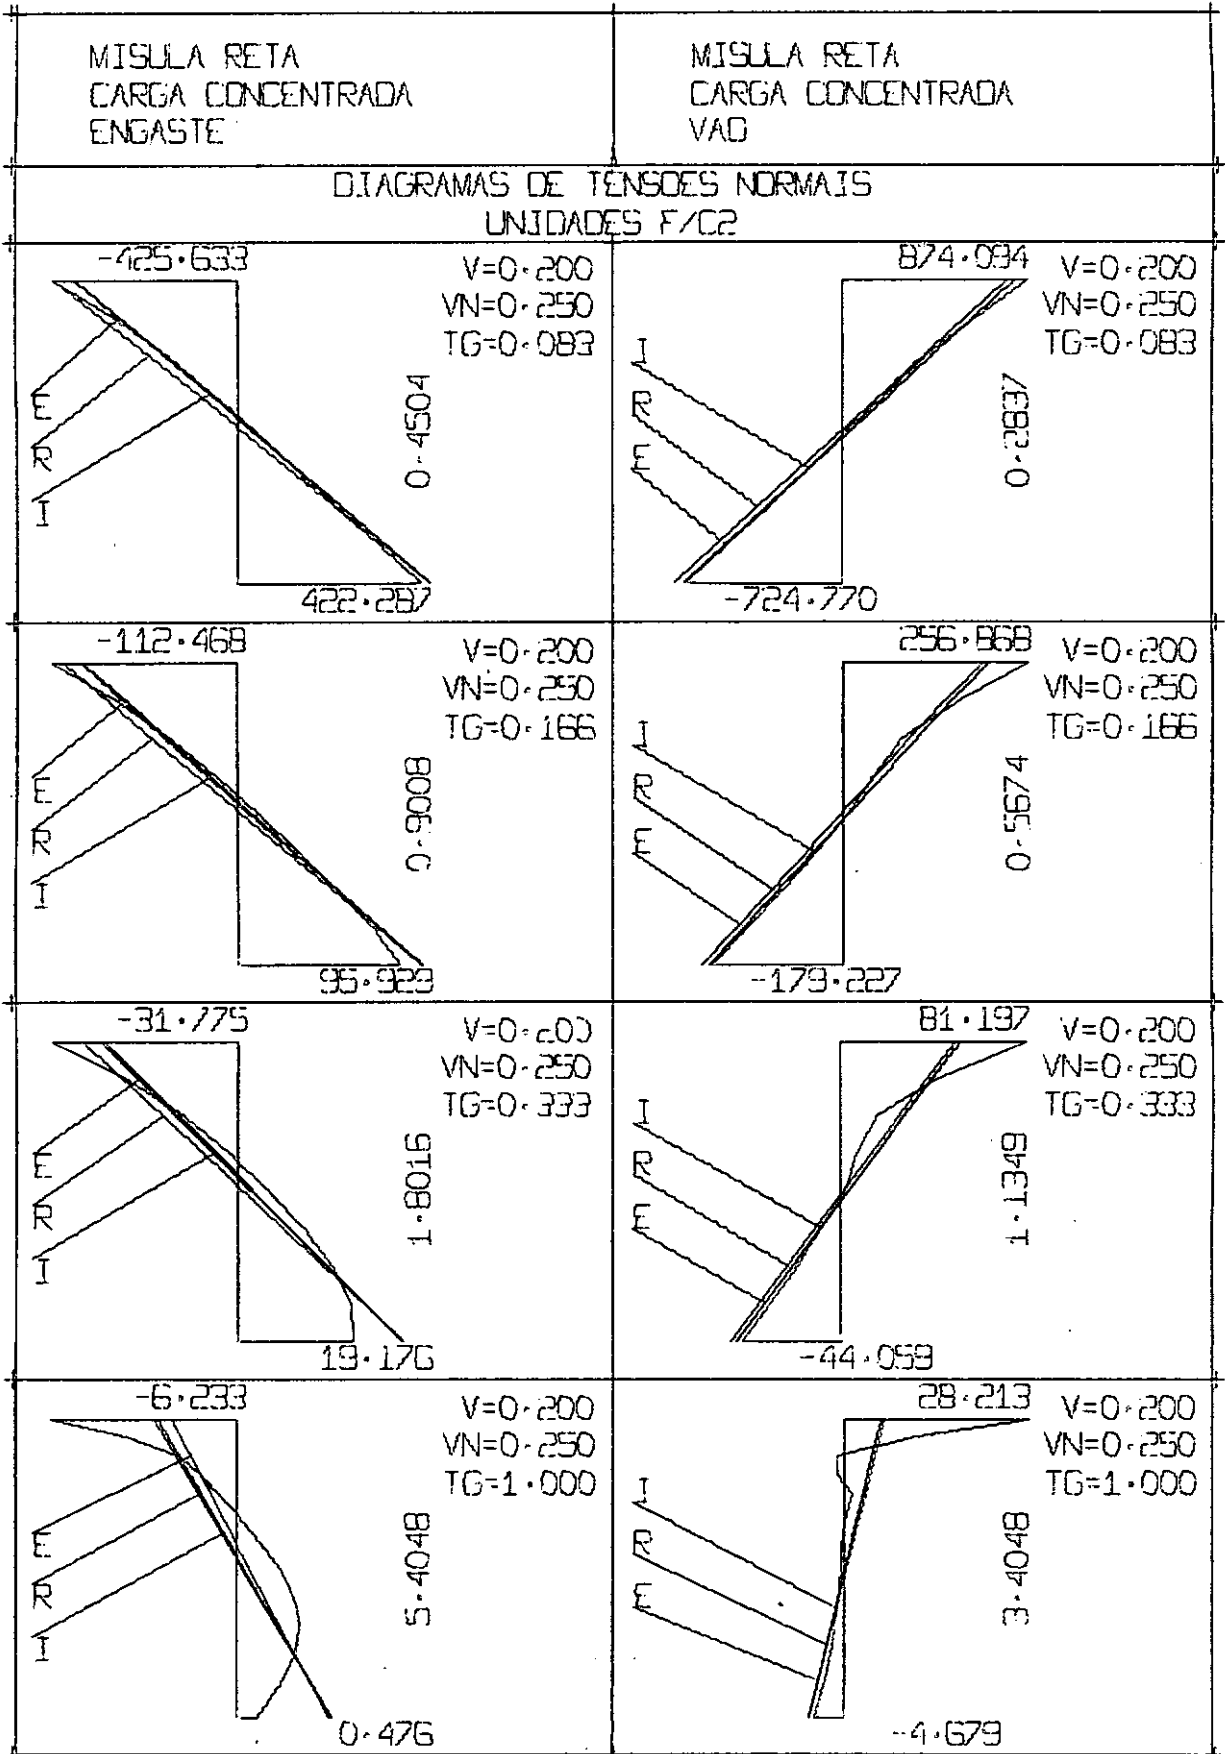 MISULA RETA
CARGA CONCENTRADA
ENGASTE
MISULA RETA
CARGA CONCENTRADA
VAO
DIAGRAMAS DE TENSOES NORMAIS
UNIDADES F/C2
-425.633
V=0.200
VN=0.250
TG=0.083
E
R
I
0.4504
422.287
874.094
V=0.200
VN=0.250
TG=0.083
I
R
E
0.2837
-724.770
-112.468
V=0.200
VN=0.250
TG=0.166
E
R
I
0.9008
95.929
256.868
V=0.200
VN=0.250
TG=0.166
I
R
E
0.5674
-179.227
-31.775
V=0.200
VN=0.250
TG=0.333
E
R
I
1.8016
19.176
81.197
V=0.200
VN=0.250
TG=0.333
I
R
E
1.1349
-44.059
-6.233
V=0.200
VN=0.250
TG=1.000
E
R
I
5.4048
0.476
28.213
V=0.200
VN=0.250
TG=1.000
I
R
E
3.4048
-4.679